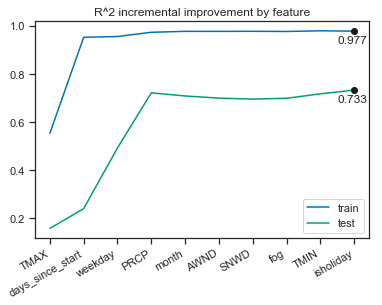 R^2 incremental improvement by feature
1.0
0.8
0.6
0.4
0.2
0.977
0.733
train
test
TMAX
days_since_start
weekday
PRCP
month
AWND
SNWD
fog
TMIN
isholiday